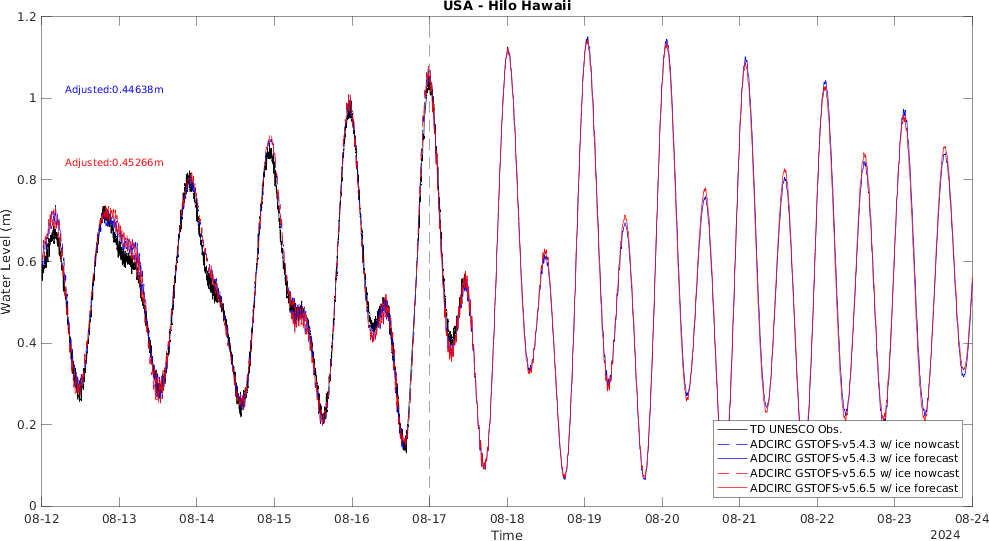 USA - Hilo Hawaii
1.2
1
0.8
0.6
0.4
0.2
0
Water Level (m)
Adjusted:0.44638m
Adjusted:0.45266m
TD UNESCO Obs.
ADCIRC GSTOFS-v5.4.3 w/ ice nowcast
ADCIRC GSTOFS-v5.4.3 w/ ice forecast
ADCIRC GSTOFS-v5.6.5 w/ ice nowcast
ADCIRC GSTOFS-v5.6.5 w/ ice forecast
08-12 08-13 08-14 08-15 08-16 08-17 08-18 08-19 08-20 08-21 08-22 08-23 08-24
Time
2024